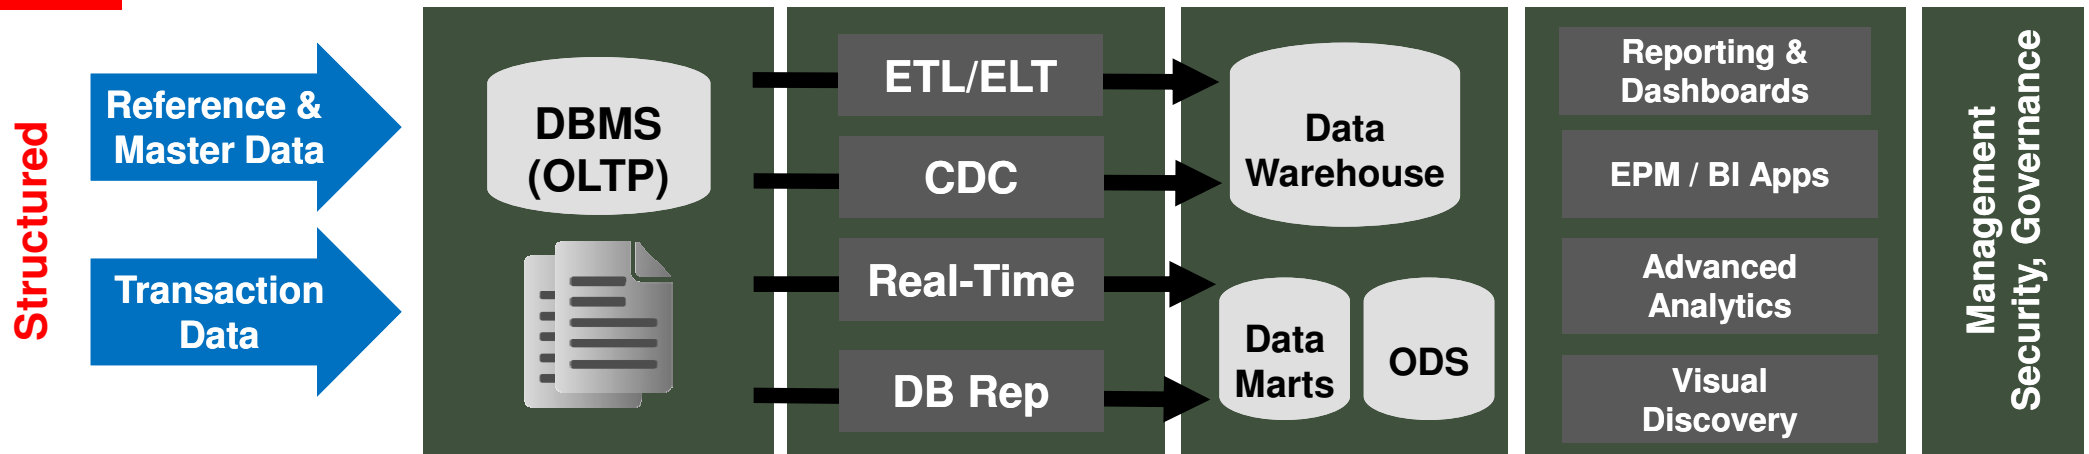 Structured
Reference &
Master Data
Transaction
Data
DBMS
(OLTP)
ETL/ELT
CDC
Real-Time
DB Rep
Data
Warehouse
Data
Marts
ODS
Reporting &
Dashboards
EPM / BI Apps
Advanced
Analytics
Visual
Discovery
Management
Security, Governance